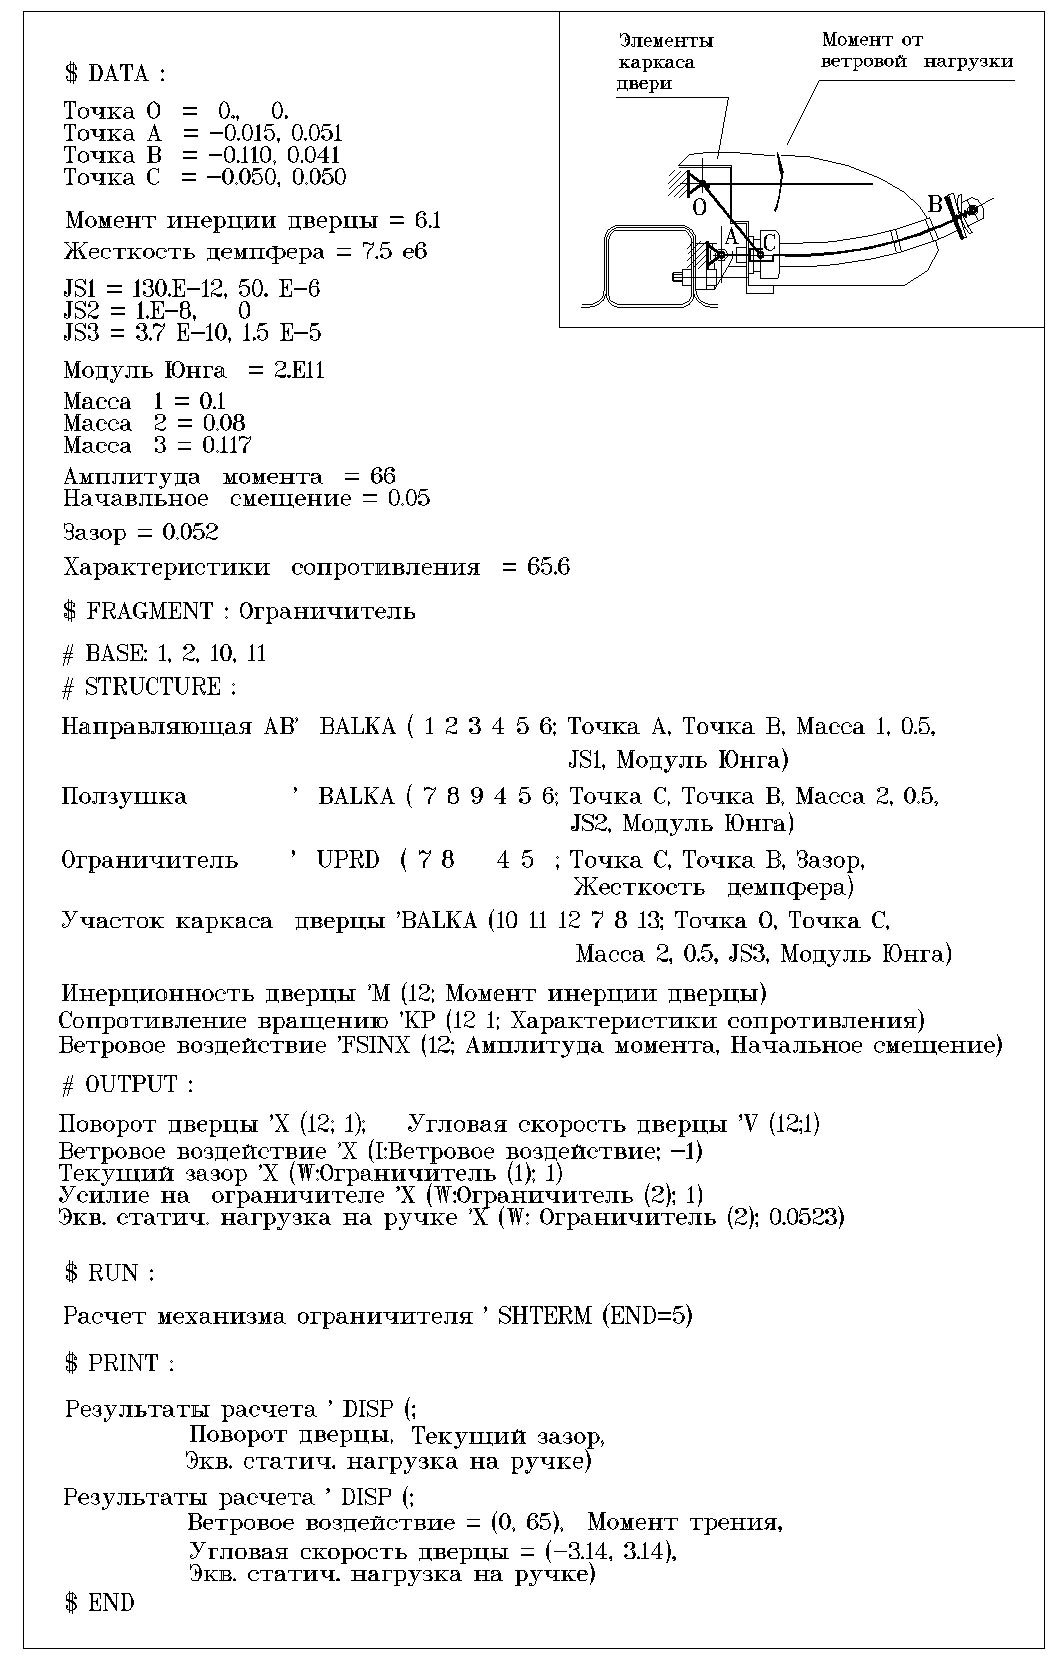 Элементы
каркаса
двери
Момент от
ветровой нагрузки
O
A
C
B
$ DATA :
Точка O = 0., 0.
Точка A = -0.015, 0.051
Точка B = -0.110, 0.041
Точка C = -0.050, 0.050
Момент инерции дверцы = 6.1
Жесткость демпфера = 7.5 e6
JS1 = 130.E-12, 50. E-6
JS2 = 1.E-8, 0
JS3 = 3.7 E-10, 1.5 E-5
Модуль Юнга = 2.E11
Масса 1 = 0.1
Масса 2 = 0.08
Масса 3 = 0.117
Амплитуда момента = 66
Начавльное смещение = 0.05
Зазор = 0.052
Характеристики сопротивления = 65.6
$ FRAGMENT : Ограничитель
# BASE: 1, 2, 10, 11
# STRUCTURE :
Направляющая AB' BALKA ( 1 2 3 4 5 6; Точка A, Точка B, Масса 1, 0.5,
JS1, Модуль Юнга)
Ползушка ' BALKA ( 7 8 9 4 5 6; Точка C, Точка B, Масса 2, 0.5,
JS2, Модуль Юнга)
Ограничитель ' UPRD ( 7 8 4 5 ; Точка C, Точка B, Зазор,
Жесткость демпфера)
Участок каркаса дверцы 'BALKA (10 11 12 7 8 13; Точка O, Точка C,
Масса 2, 0.5, JS3, Модуль Юнга)
Инерционность дверцы 'M (12; Момент инерции дверцы)
Сопротивление вращению 'KP (12 1; Характеристики сопротивления)
Ветровое воздействие 'FSINX (12; Амплитуда момента, Начальное смещение)
# OUTPUT :
Поворот дверцы 'X (12; 1); Угловая скорость дверцы 'V (12;1)
Ветровое воздействие 'X (I:Ветровое воздействие; -1)
Текущий зазор 'X (W:Ограничитель (1); 1)
Усилие на ограничителе 'X (W:Ограничитель (2); 1)
Экв. статич. нагрузка на ручке 'X (W: Ограничитель (2); 0.0523)
$ RUN :
Расчет механизма ограничителя ' SHTERM (END=5)
$ PRINT :
Результаты расчета ' DISP (;
Поворот дверцы, Текущий зазор,
Экв. статич. нагрузка на ручке)
Результаты расчета ' DISP (;
Ветровое воздействие = (0, 65), Момент трения,
Угловая скорость дверцы = (-3.14, 3.14),
Экв. статич. нагрузка на ручке)
$ END